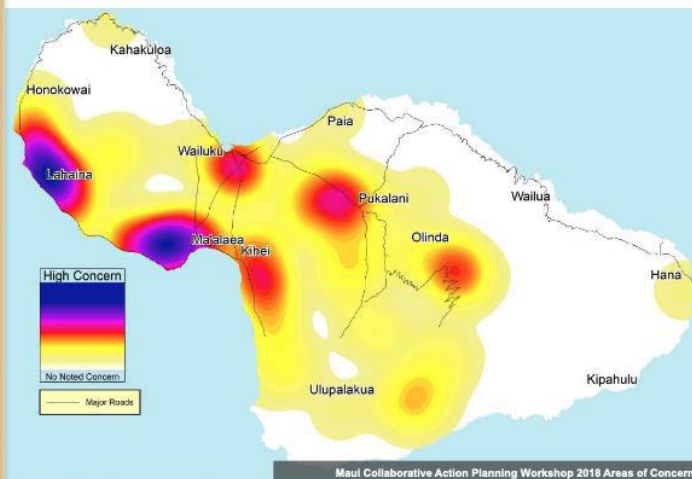 Kahakuloa
Honokowai
Paia
Wailuku
Lahaina
Pukalani
Wailua
Olinda
Ma'alaea
Kihei
Hana
High Concern
No Noted Concern
Major Roads
Ulupalakua
Kipahulu
Maui Collaborative Action Planning Workshop 2018 Areas of Concern